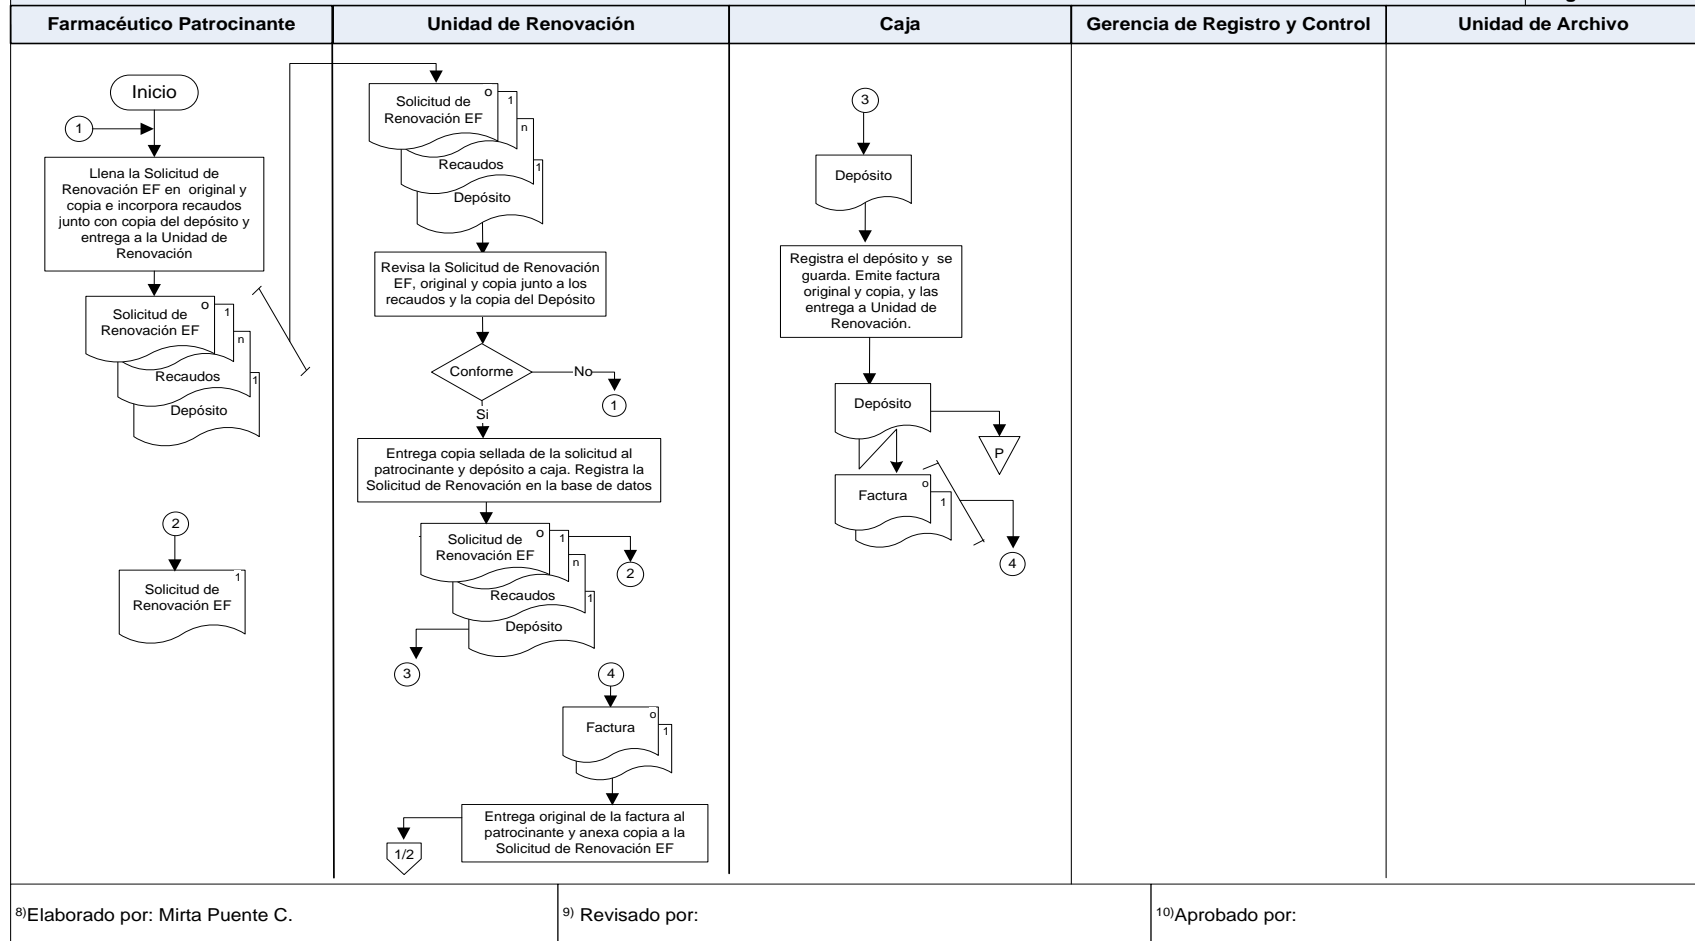 Farmacéutico Patrocinante
Unidad de Renovación
Caja
Gerencia de Registro y Control
Unidad de Archivo
Inicio
1
Llena la Solicitud de
Renovación EF en original y
copia e incorpora recaudos
junto con copia del depósito y
entrega a la Unidad de
Renovación
Solicitud de
Renovación EF
o
1
n
Recaudos
1
Depósito
2
Solicitud de
Renovación EF
1
Solicitud de
Renovación EF
o
1
n
Recaudos
1
Depósito
Revisa la Solicitud de Renovación
EF, original y copia junto a los
recaudos y la copia del Depósito
Conforme
No
1
Si
Entrega copia sellada de la solicitud al
patrocinante y depósito a caja. Registra la
Solicitud de Renovación en la base de datos
Solicitud de
Renovación EF
o
1
n
2
Recaudos
1
Depósito
3
4
Factura
o
1
Entrega original de la factura al
patrocinante y anexa copia a la
Solicitud de Renovación EF
1/2
3
Depósito
Registra el depósito y se
guarda. Emite factura
original y copia, y las
entrega a Unidad de
Renovación.
Depósito
P
Factura
o
1
4
8)Elaborado por: Mirta Puente C.
9) Revisado por:
10)Aprobado por: